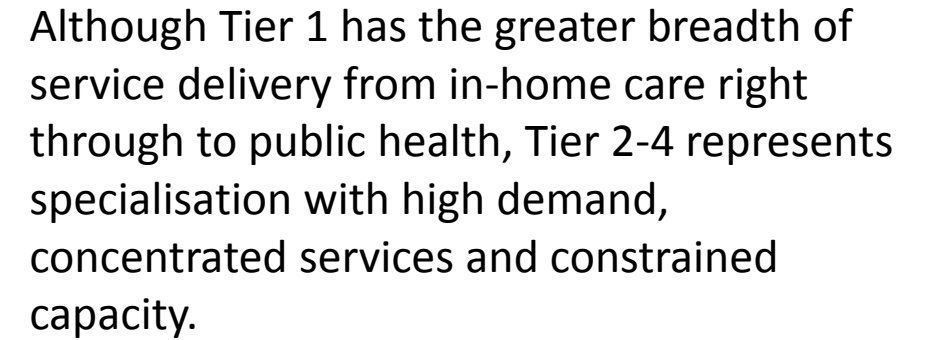 Although Tier 1 has the greater breadth of
service delivery from in-home care right
through to public health, Tier 2-4 represents
specialisation with high demand,
concentrated services and constrained
capacity.